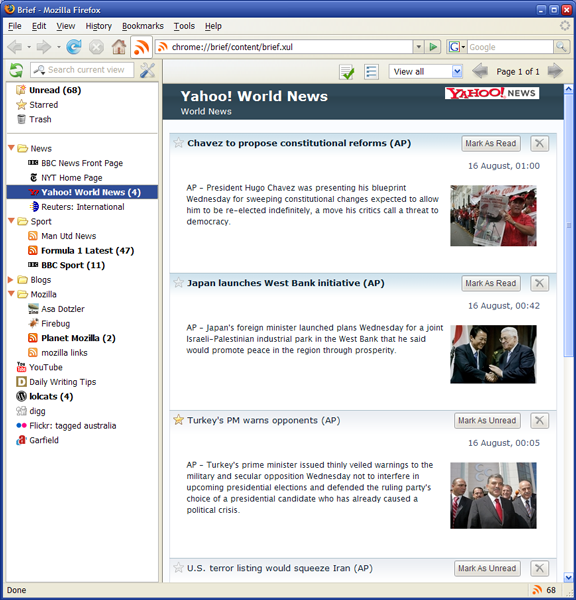 Brief - Mozilla Firefox
File Edit View History Bookmarks Tools Help
chrome://brief/content/brief.xul
G Google
Search current view
View all
Page 1 of 1
Unread (68)
Starred
Trash
News
BBC News Front Page
NYT Home Page
Yahoo! World News (4)
Reuters: International
Sport
Man Utd News
Formula 1 Latest (47)
BBC Sport (11)
Blogs
Mozilla
Asa Dotzler
Firebug
Planet Mozilla (2)
mozilla links
YouTube
Daily Writing Tips
lolcats (4)
digg
Flickr: tagged australia
Garfield
Yahoo! World News
World News
YAHOO! NEWS
Chavez to propose constitutional reforms (AP)
Mark As Read
16 August, 01:00
AP - President Hugo Chavez was presenting his blueprint
Wednesday for sweeping constitutional changes expected to allow
him to be re-elected indefinitely, a move his critics call a threat to
democracy.
Japan launches West Bank initiative (AP)
Mark As Read
16 August, 00:42
AP - Japan's foreign minister launched plans Wednesday for a joint
Israeli-Palestinian industrial park in the West Bank that he said
would promote peace in the region through prosperity.
Turkey's PM warns opponents (AP)
Mark As Unread
16 August, 00:05
AP - Turkey's prime minister issued thinly veiled warnings to the
military and secular opposition Wednesday not to interfere in
upcoming presidential elections and defended the ruling party's
choice of a presidential candidate who has already caused a
political crisis.
U.S. terror listing would squeeze Iran (AP)
Mark As Unread
Done
68